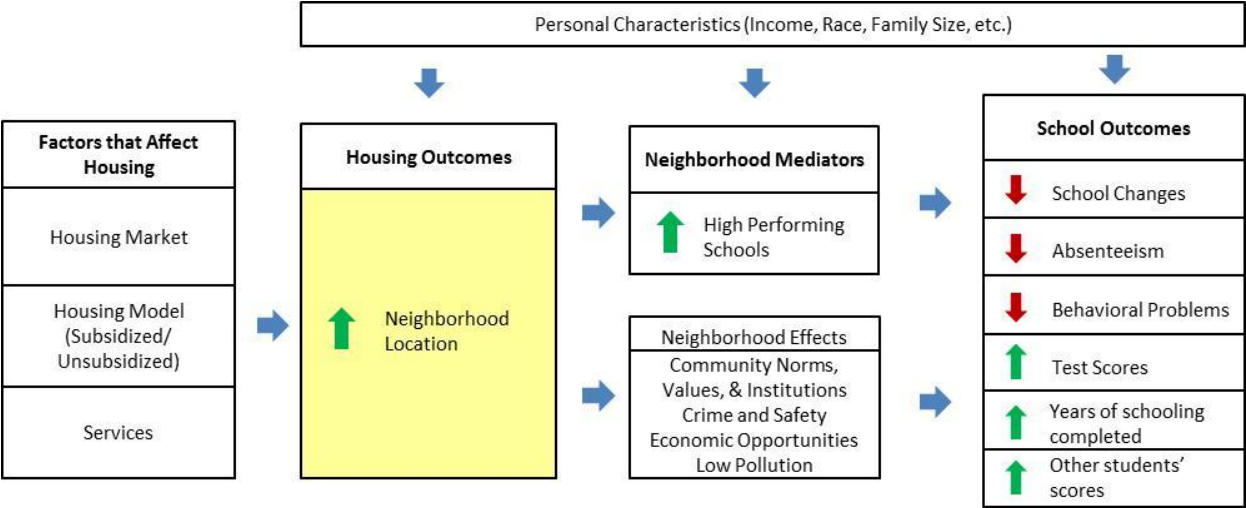 Personal Characteristics (Income, Race, Family Size, etc.)
Factors that Affect
Housing
Housing Market
Housing Model
(Subsidized/
Unsubsidized)
Services
Housing Outcomes
Neighborhood
Location
Neighborhood Mediators
High Performing
Schools
Neighborhood Effects
Community Norms,
Values, & Institutions
Crime and Safety
Economic Opportunities
Low Pollution
School Outcomes
School Changes
Absenteeism
Behavioral Problems
Test Scores
Years of schooling
completed
Other students’
scores